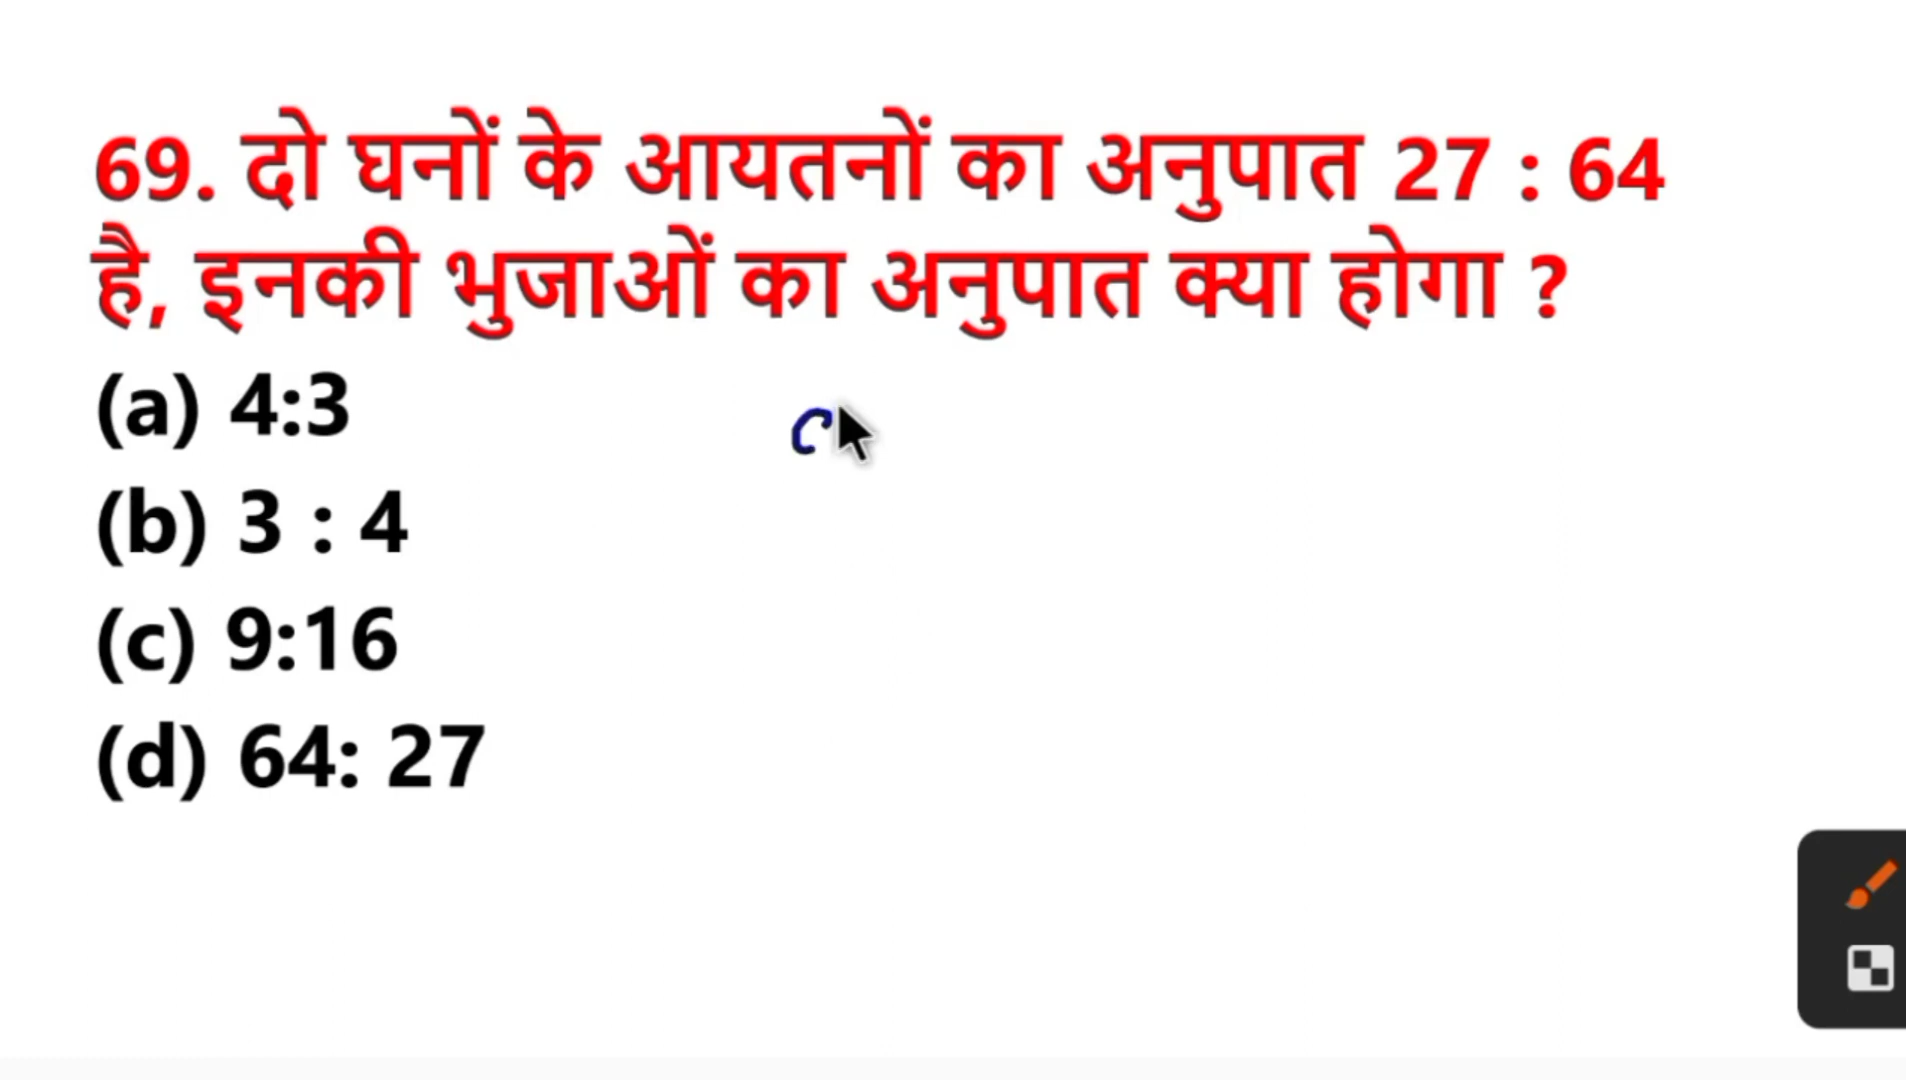 69. दो घनों के आयतनों का अनुपात 27 : 64
है, इनकी भुजाओं का अनुपात क्या होगा ?
(a) 4:3
(b) 3 : 4
(c) 9:16
(d) 64: 27